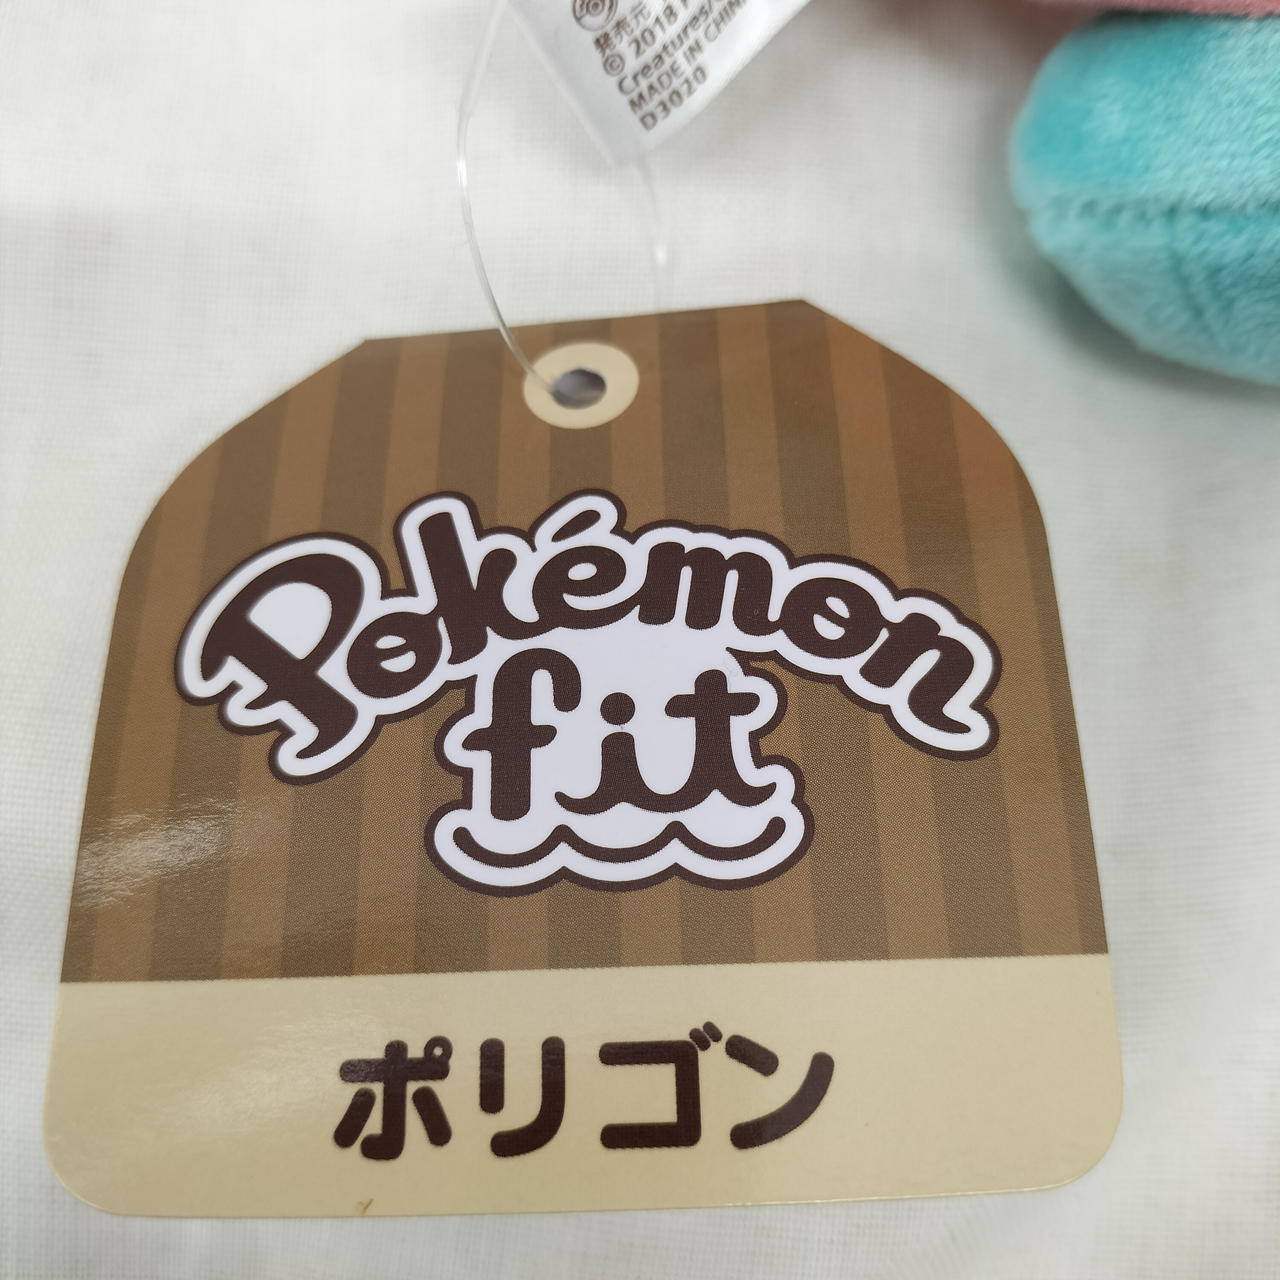 発売元
© 2018
Creatures/
MADE IN CHINA
D3020
Pokémon
fit
ポリゴン